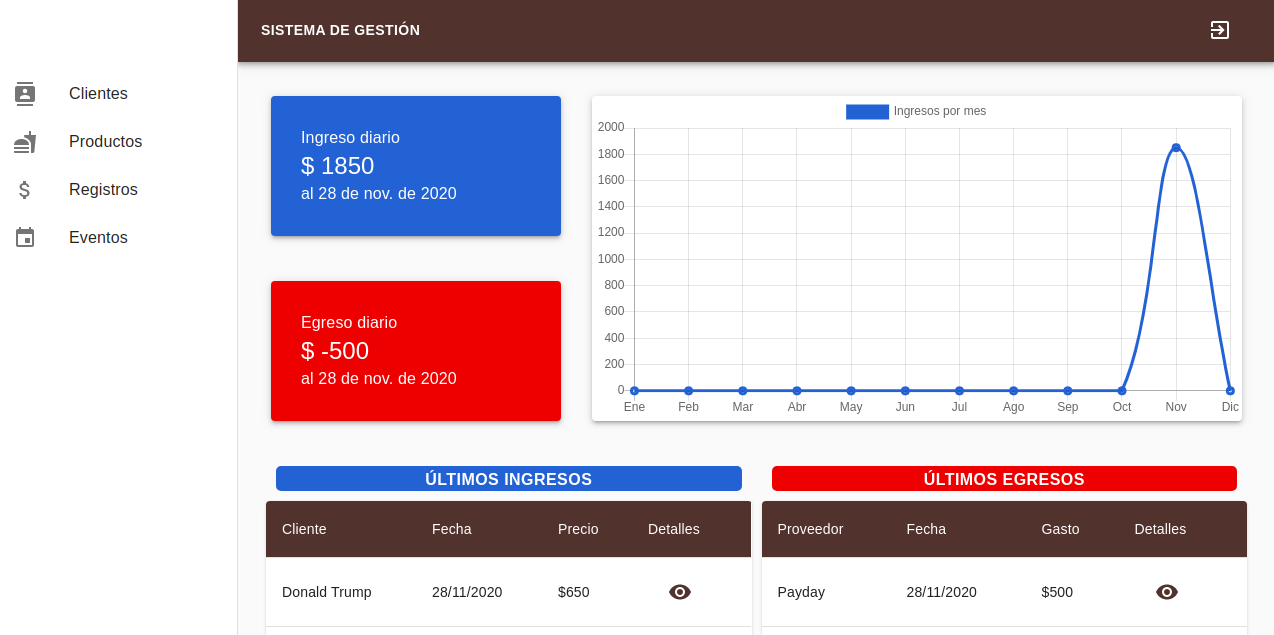 SISTEMA DE GESTIÓN
Clientes
Productos
Registros
Eventos
Ingreso diario
$ 1850
al 28 de nov. de 2020
Egreso diario
$ -500
al 28 de nov. de 2020
Ingresos por mes
2000
1800
1600
1400
1200
1000
800
600
400
200
0
Ene Feb Mar Abr May Jun Jul Ago Sep Oct Nov Dic
ÚLTIMOS INGRESOS
Cliente Fecha Precio Detalles
Donald Trump 28/11/2020 $650
ÚLTIMOS EGRESOS
Proveedor Fecha Gasto Detalles
Payday 28/11/2020 $500